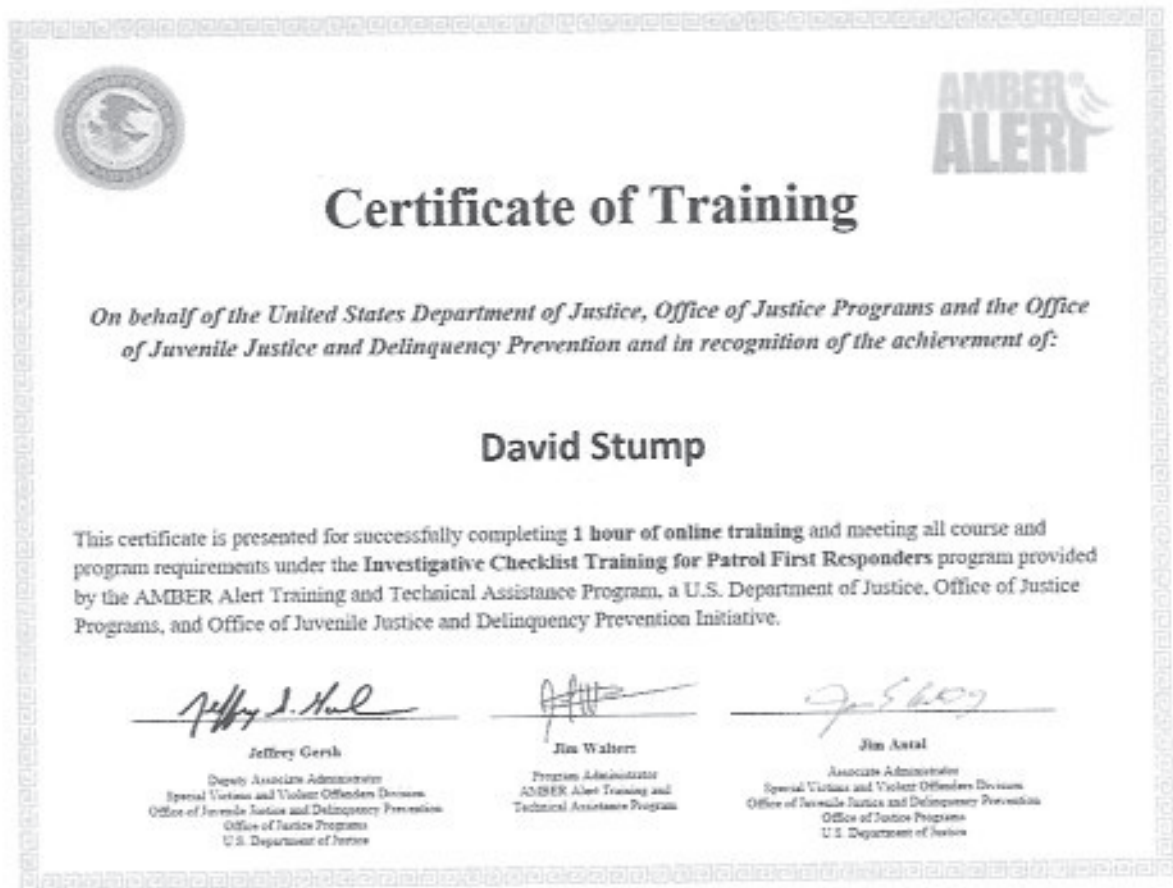 AMBER
ALERT
Certificate of Training
On behalf of the United States Department of Justice, Office of Justice Programs and the Office
of Juvenile Justice and Delinquency Prevention and in recognition of the achievement of:
David Stump
This certificate is presented for successfully completing 1 hour of online training and meeting all course and
program requirements under the Investigative Checklist Training for Patrol First Responders program provided
by the AMBER Alert Training and Technical Assistance Program, a U.S. Department of Justice, Office of Justice
Programs, and Office of Juvenile Justice and Delinquency Prevention Initiative.
Jeffrey Gersh
Deputy Associate Administrator
Special Victims and Violent Offenders Division
Office of Juvenile Justice and Delinquency Prevention
Office of Justice Programs
U.S. Department of Justice
Jim Walters
Program Administrator
AMBER Alert Training and
Technical Assistance Program
Jim Antal
Associate Administrator
Special Victims and Violent Offenders Division
Office of Juvenile Justice and Delinquency Prevention
Office of Justice Programs
U.S. Department of Justice